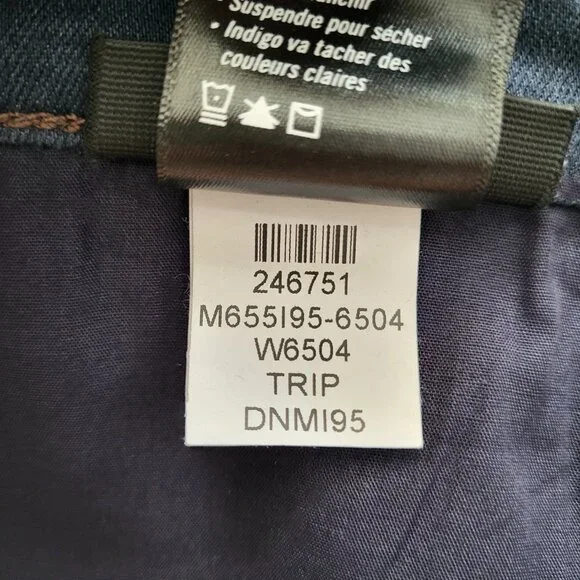 • Suspendre pour sécher
• Indigo va tacher des
couleurs claires
246751
M655I95-6504
W6504
TRIP
DNMI95